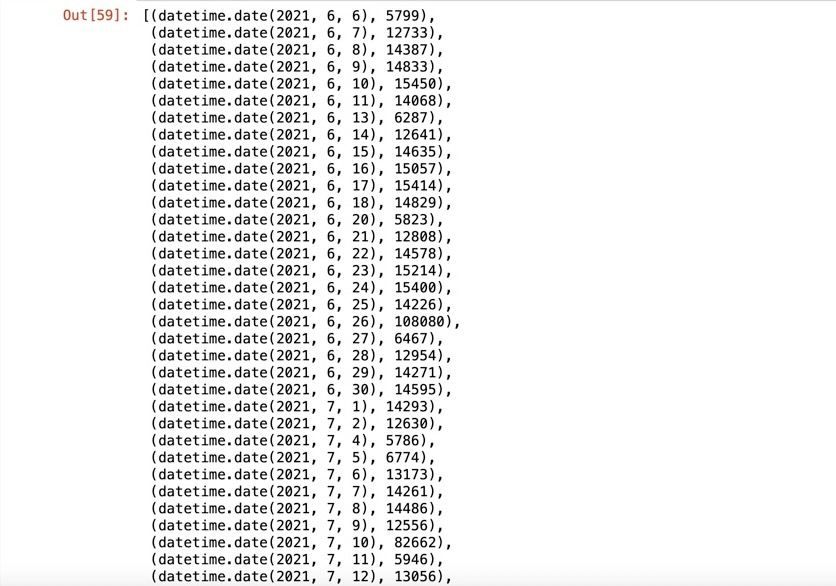 Out[59]: [(datetime.date(2021, 6, 6), 5799),
(datetime.date(2021, 6, 7), 12733),
(datetime.date(2021, 6, 8), 14387),
(datetime.date(2021, 6, 9), 14833),
(datetime.date(2021, 6, 10), 15450),
(datetime.date(2021, 6, 11), 14068),
(datetime.date(2021, 6, 13), 6287),
(datetime.date(2021, 6, 14), 12641),
(datetime.date(2021, 6, 15), 14635),
(datetime.date(2021, 6, 16), 15057),
(datetime.date(2021, 6, 17), 15414),
(datetime.date(2021, 6, 18), 14829),
(datetime.date(2021, 6, 20), 5823),
(datetime.date(2021, 6, 21), 12808),
(datetime.date(2021, 6, 22), 14578),
(datetime.date(2021, 6, 23), 15214),
(datetime.date(2021, 6, 24), 15400),
(datetime.date(2021, 6, 25), 14226),
(datetime.date(2021, 6, 26), 108080),
(datetime.date(2021, 6, 27), 6467),
(datetime.date(2021, 6, 28), 12954),
(datetime.date(2021, 6, 29), 14271),
(datetime.date(2021, 6, 30), 14595),
(datetime.date(2021, 7, 1), 14293),
(datetime.date(2021, 7, 2), 12630),
(datetime.date(2021, 7, 4), 5786),
(datetime.date(2021, 7, 5), 6774),
(datetime.date(2021, 7, 6), 13173),
(datetime.date(2021, 7, 7), 14261),
(datetime.date(2021, 7, 8), 14486),
(datetime.date(2021, 7, 9), 12556),
(datetime.date(2021, 7, 10), 82662),
(datetime.date(2021, 7, 11), 5946),
(datetime.date(2021, 7, 12), 13056),